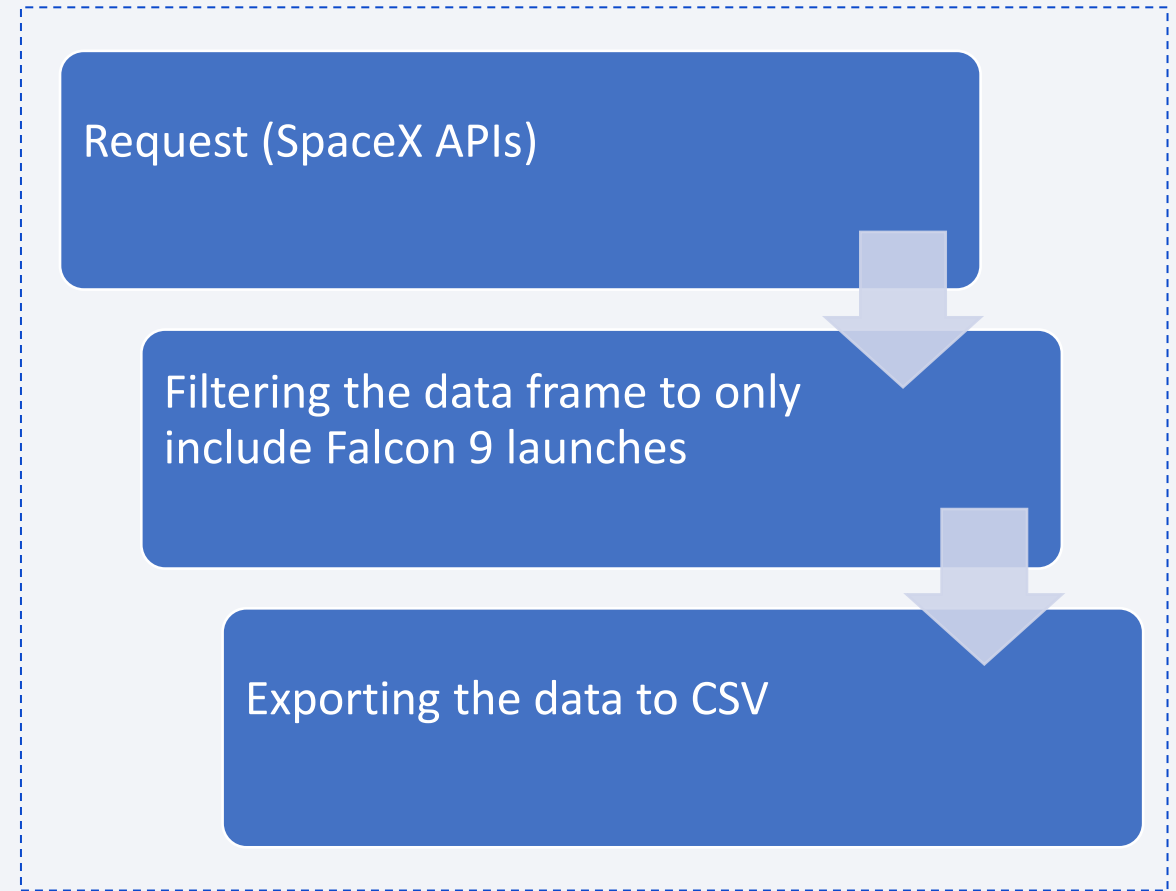 Request (SpaceX APIs)
Filtering the data frame to only
include Falcon 9 launches
Exporting the data to CSV